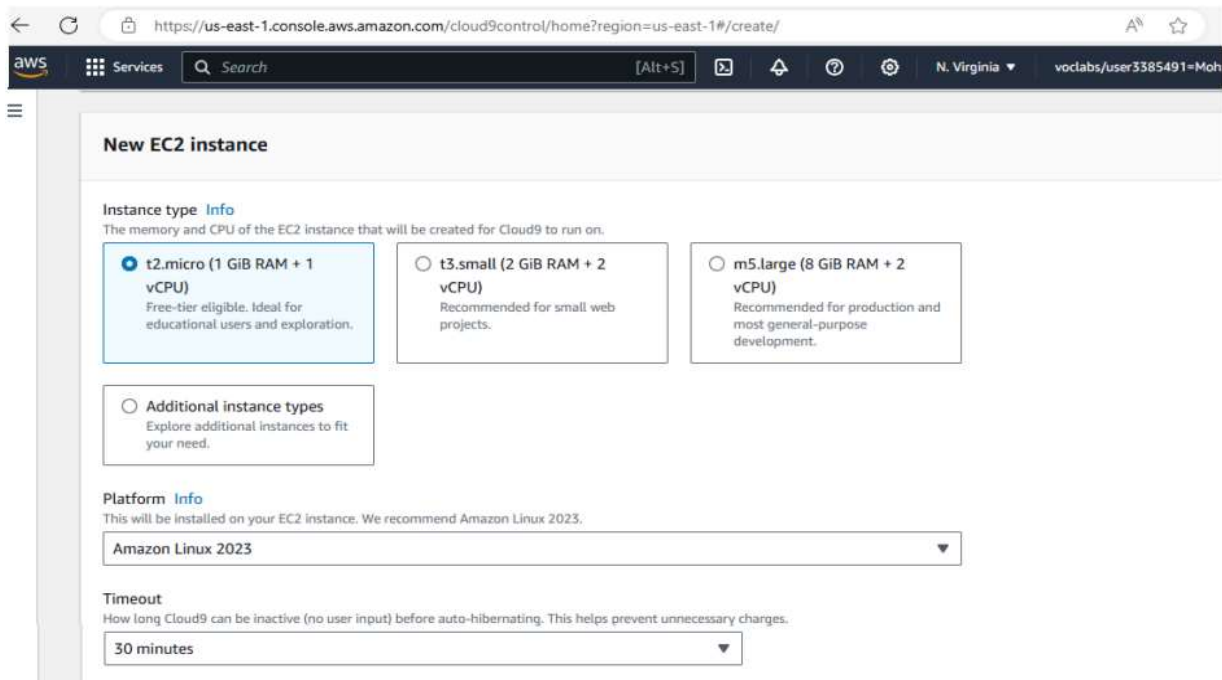 https://us-east-1.console.aws.amazon.com/cloud9control/home?region=us-east-1#/create/
aws Services Search [Alt+S] N. Virginia voclabs/user3385491=Moh
New EC2 instance
Instance type Info
The memory and CPU of the EC2 instance that will be created for Cloud9 to run on.
t2.micro (1 GiB RAM + 1
vCPU)
Free-tier eligible. Ideal for
educational users and exploration.
t3.small (2 GiB RAM + 2
vCPU)
Recommended for small web
projects.
m5.large (8 GiB RAM + 2
vCPU)
Recommended for production and
most general-purpose
development.
Additional instance types
Explore additional instances to fit
your need.
Platform Info
This will be installed on your EC2 instance. We recommend Amazon Linux 2023.
Amazon Linux 2023
Timeout
How long Cloud9 can be inactive (no user input) before auto-hibernating. This helps prevent unnecessary charges.
30 minutes